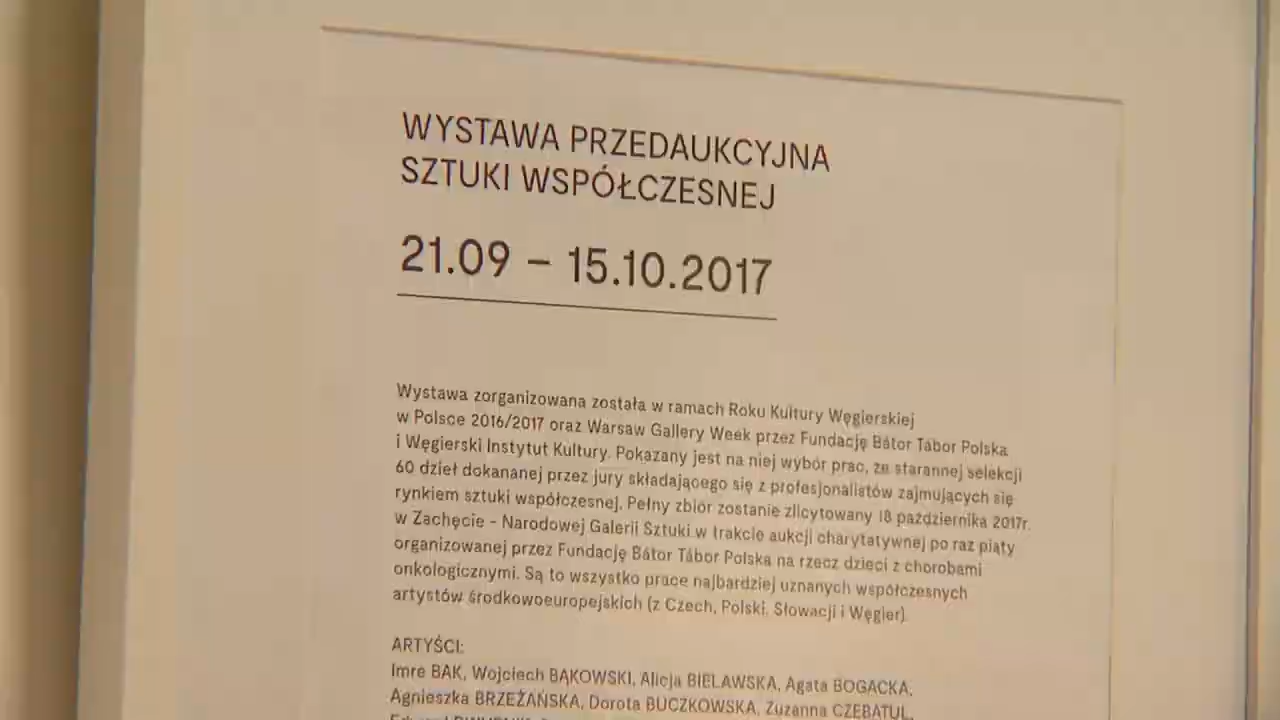 WYSTAWA PRZEDAUKCYJNA
SZTUKI WSPÓŁCZESNEJ
21.09 – 15.10.2017
Wystawa zorganizowana została w ramach Roku Kultury Węgierskiej
w Polsce 2016/2017 oraz Warsaw Gallery Week przez Fundację Bátor Tábor Polska
i Węgierski Instytut Kultury. Pokazany jest na niej wybór prac, ze starannej selekcji
60 dzieł dokananej przez jury składającego się z profesjonalistów zajmujących się
rynkiem sztuki współczesnej. Pełny zbiór zostanie zlicytowany 18 października 2017r.
w Zachęcie – Narodowej Galerii Sztuki w trakcie aukcji charytatywnej po raz piąty
organizowanej przez Fundację Bátor Tábor Polska na rzecz dzieci z chorobami
onkologicznymi. Są to wszystko prace najbardziej uznanych współczesnych
artystów środkowoeuropejskich (z Czech, Polski, Słowacji i Węgier).
ARTYŚCI:
Imre BAK, Wojciech BĄKOWSKI, Alicja BIELAWSKA, Agata BOGACKA,
Agnieszka BRZEŻAŃSKA, Dorota BUCZKOWSKA, Zuzanna CZEBATUL,